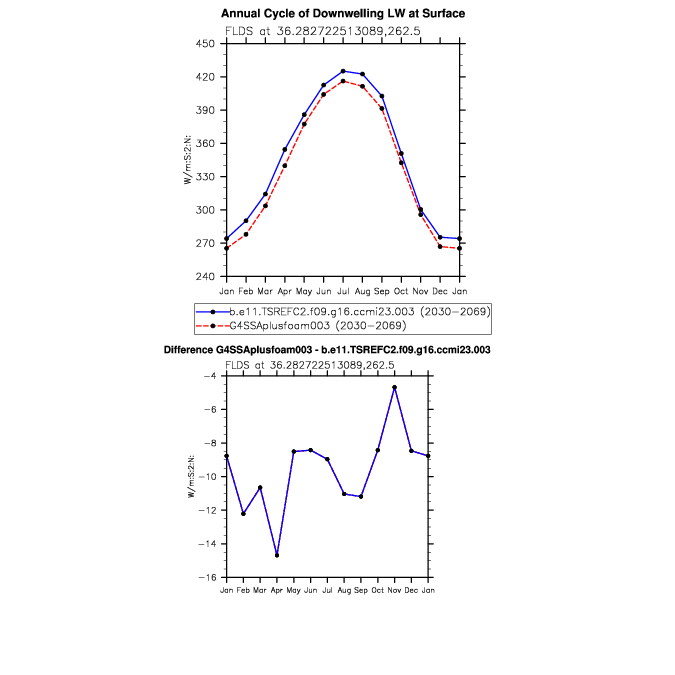 Annual Cycle of Downwelling LW at Surface
FLDS at 36.282722513089,262.5
450
420
390
360
330
300
270
240
W/m:S:2:N:
Jan Feb Mar Apr May Jun Jul Aug Sep Oct Nov Dec Jan
b.e11.TSREFC2.f09.g16.ccmi23.003 (2030-2069)
G4SSAplusfoam003 (2030-2069)
Difference G4SSAplusfoam003 - b.e11.TSREFC2.f09.g16.ccmi23.003
FLDS at 36.282722513089,262.5
-4
-6
-8
-10
-12
-14
-16
W/m:S:2:N:
Jan Feb Mar Apr May Jun Jul Aug Sep Oct Nov Dec Jan